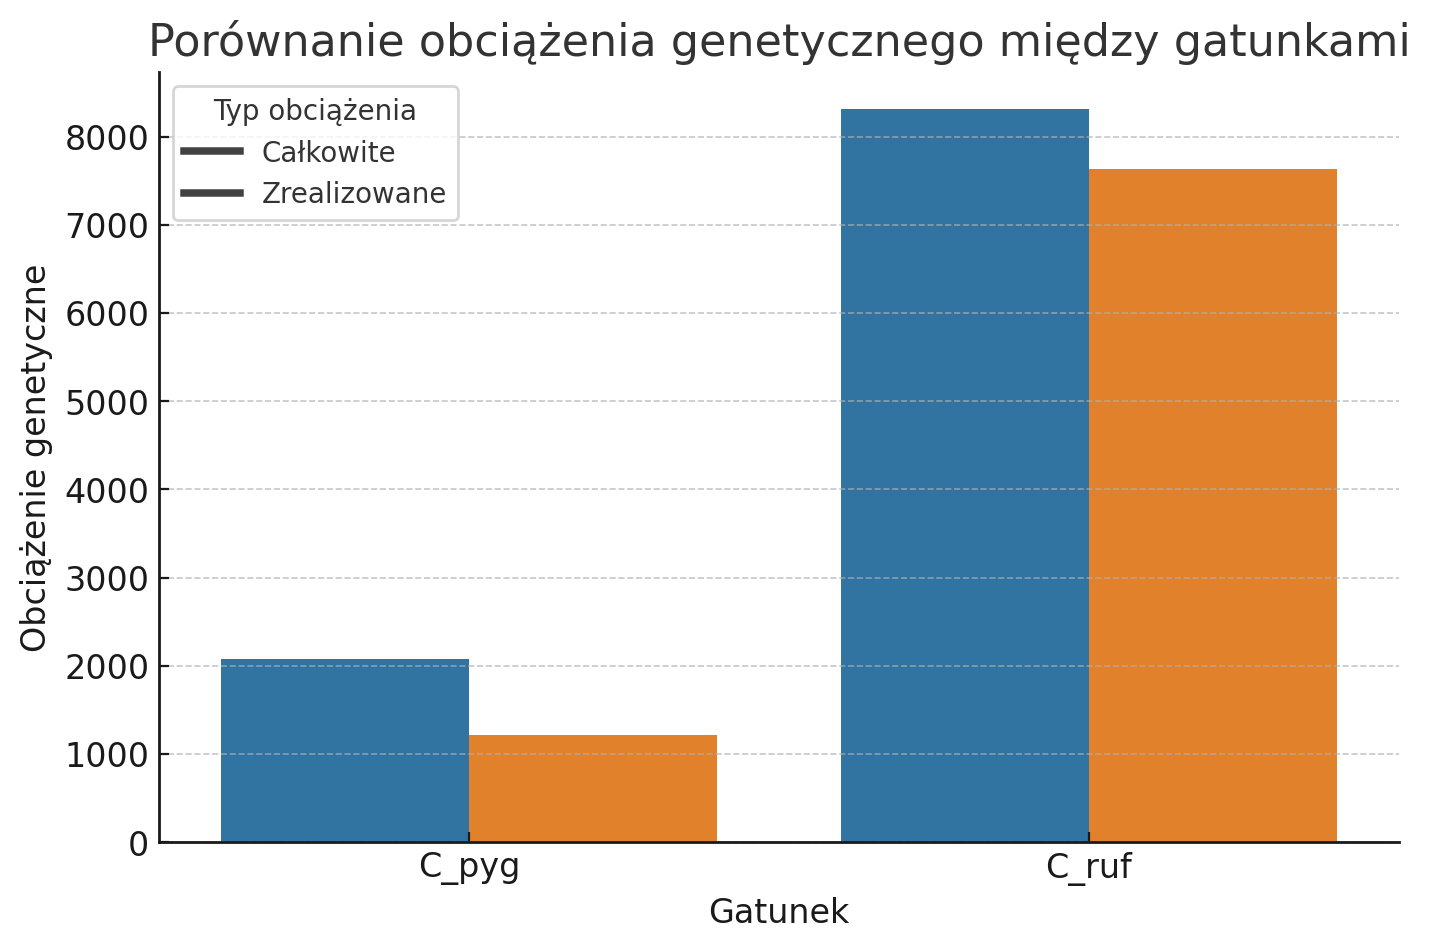 Porównanie obciążenia genetycznego między gatunkami
Typ obciążenia
Całkowite
Zrealizowane
Obciążenie genetyczne
8000
7000
6000
5000
4000
3000
2000
1000
0
C_pyg
C_ruf
Gatunek